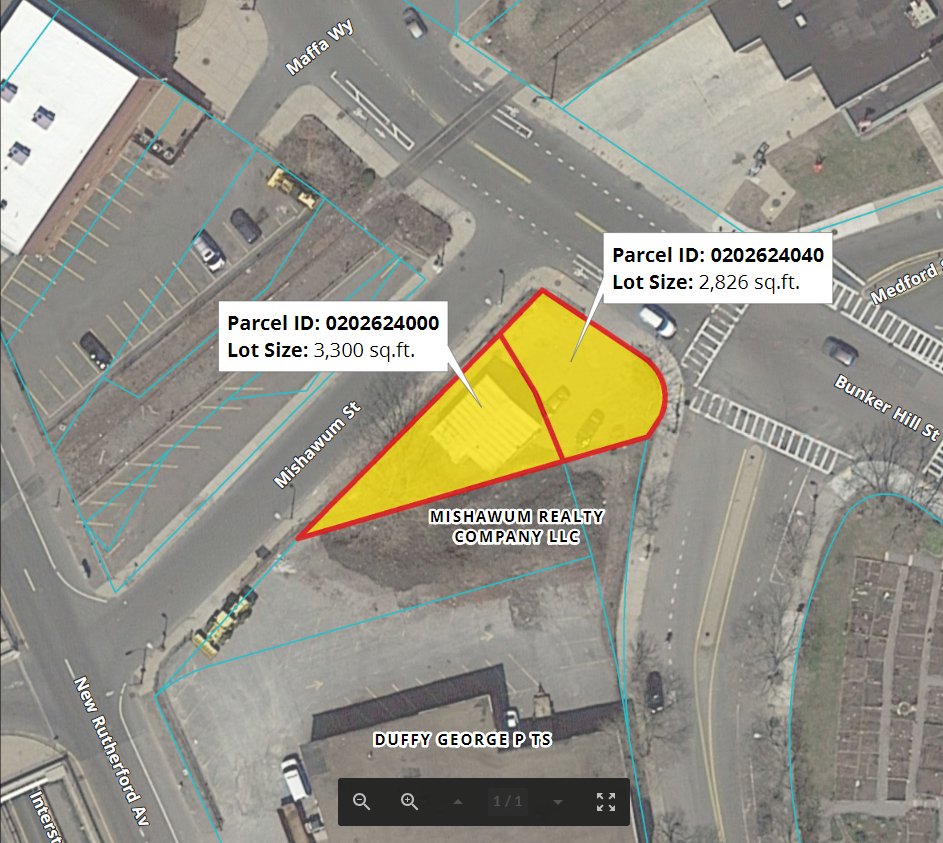 Maffa Wy
Parcel ID: 0202624040
Lot Size: 2,826 sq.ft.
Medford
Parcel ID: 0202624000
Lot Size: 3,300 sq.ft.
Bunker Hill St
Mishawum St
MISHAWUM REALTY
COMPANY LLC
New Rutherford Av
DUFFY GEORGE P TS
Interst
1 / 1